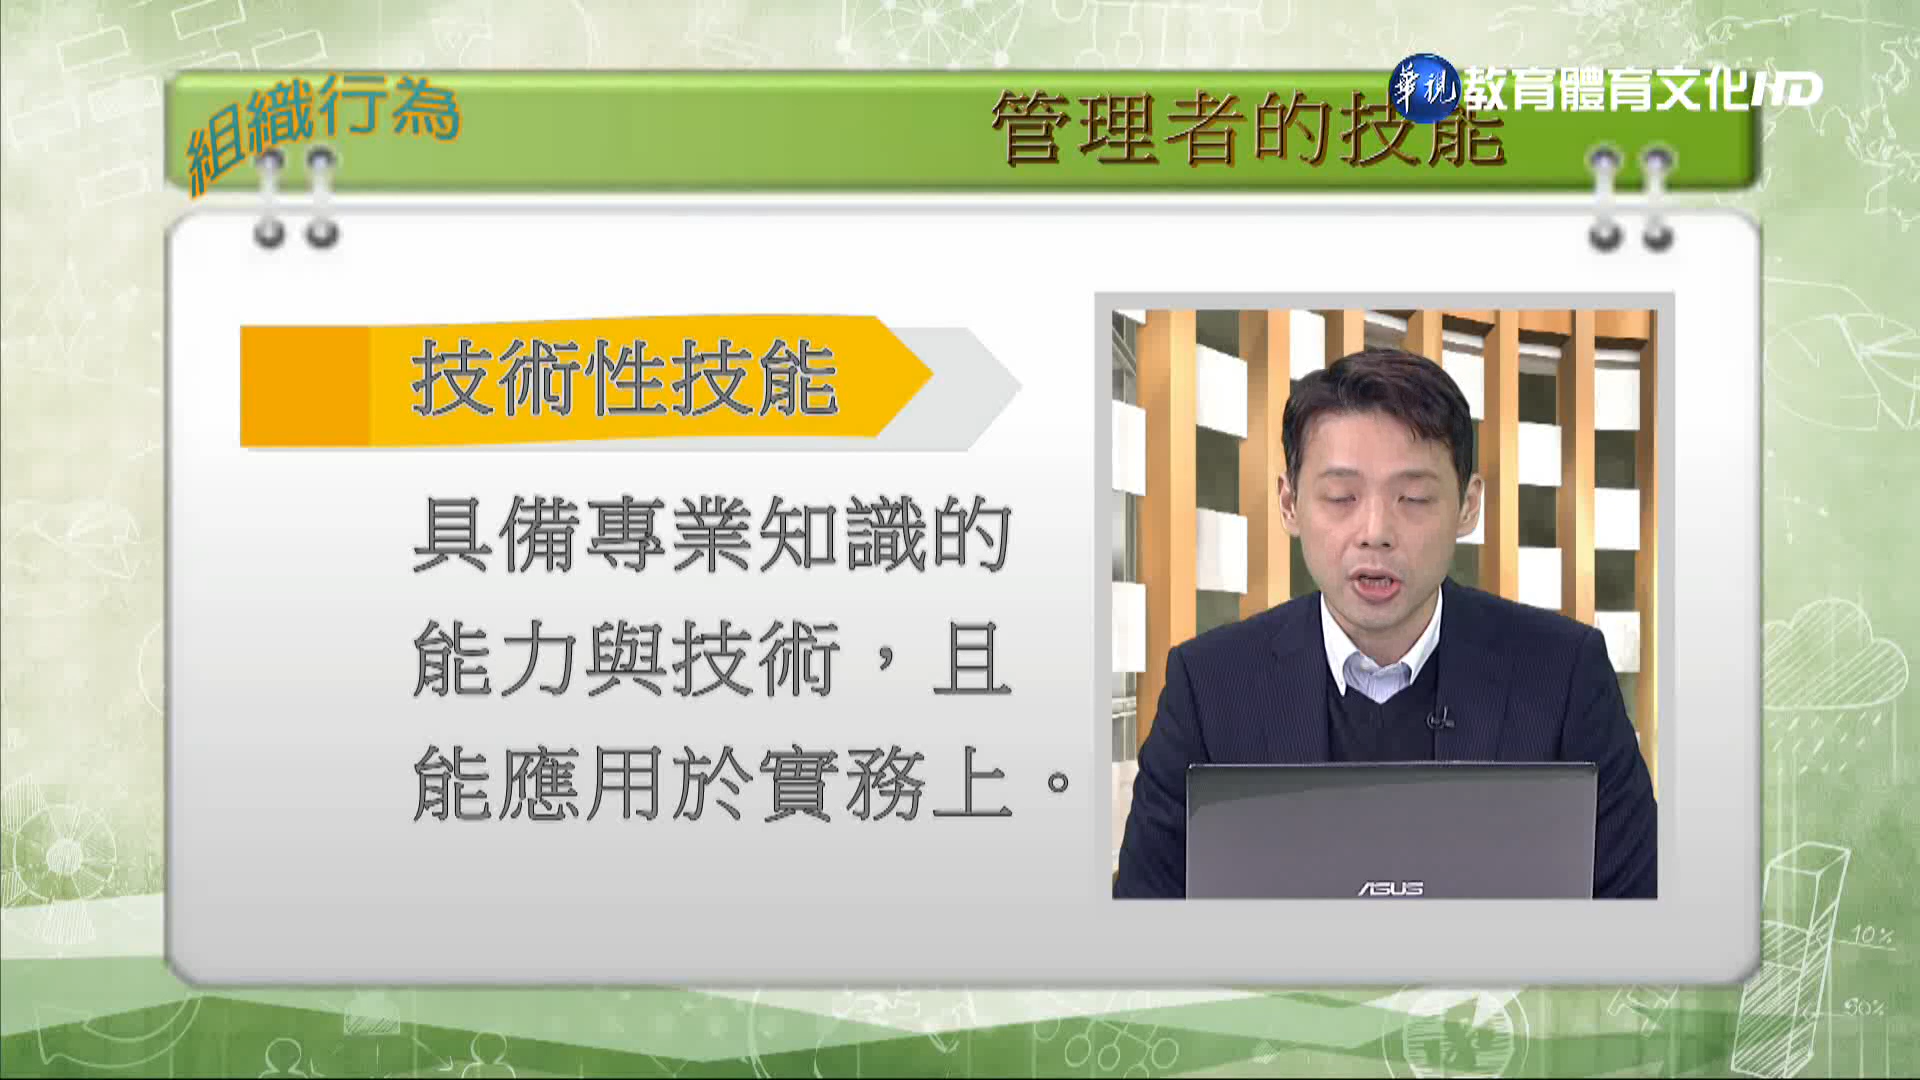 組織行為
管理者的技能
華視 教育體育文化HD
技術性技能
具備專業知識的
能力與技術，且
能應用於實務上。
ASUS
10%
50%